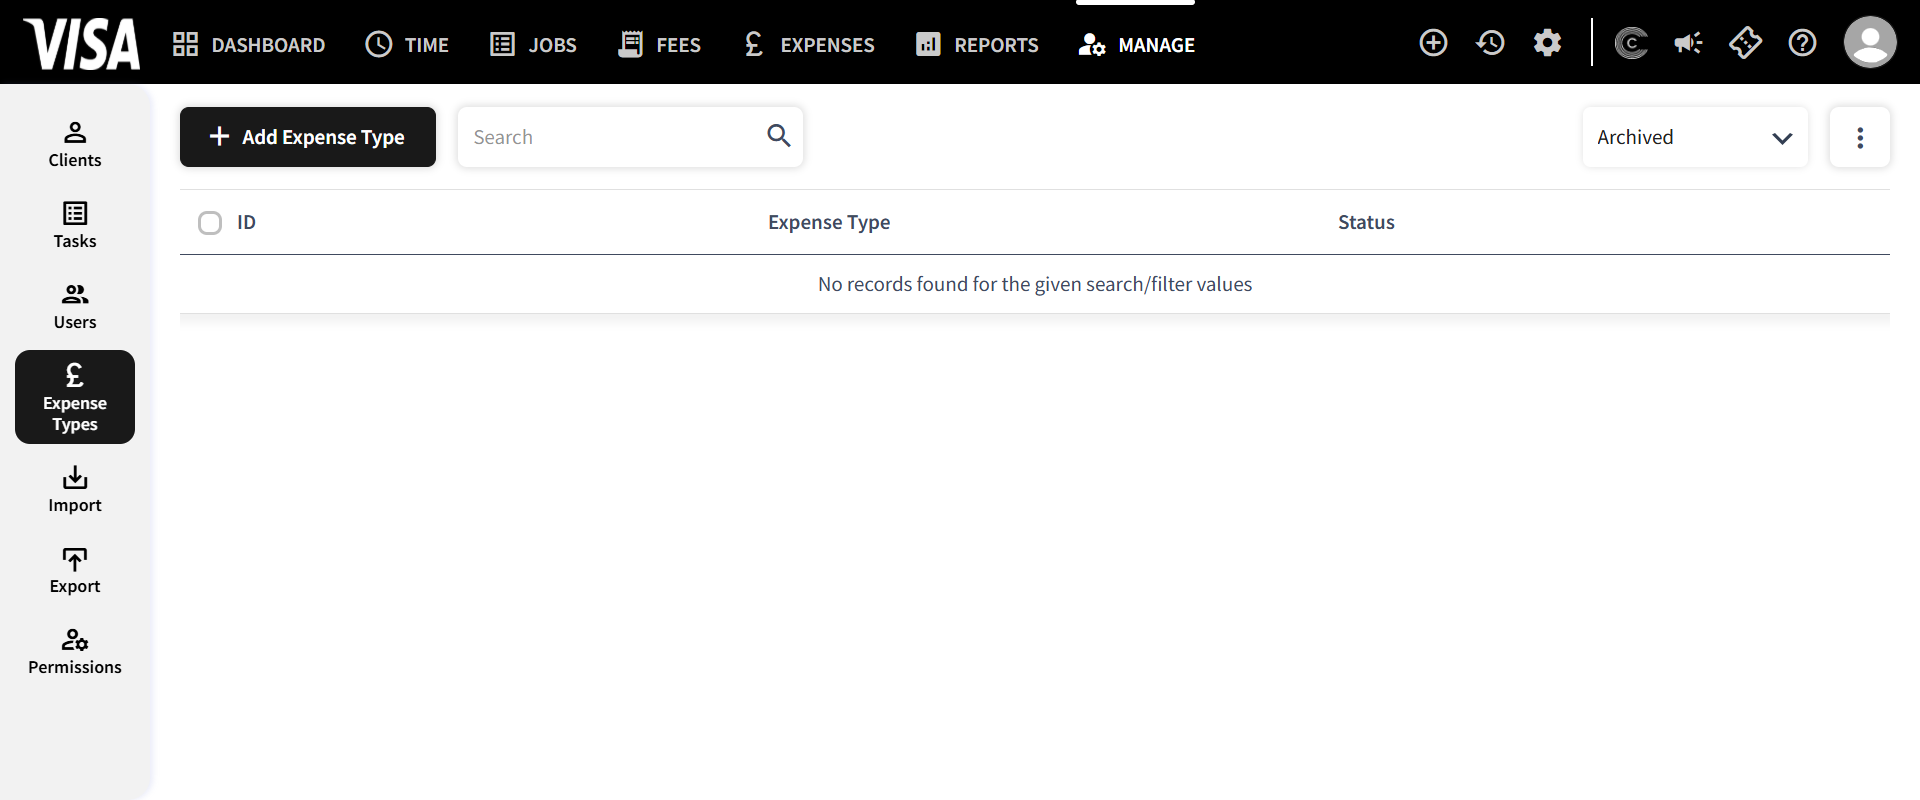 VISA
DASHBOARD
TIME
JOBS
FEES
EXPENSES
REPORTS
MANAGE
Clients
Tasks
Users
Expense
Types
Import
Export
Permissions
Add Expense Type
Search
Archived
ID
Expense Type
Status
No records found for the given search/filter values